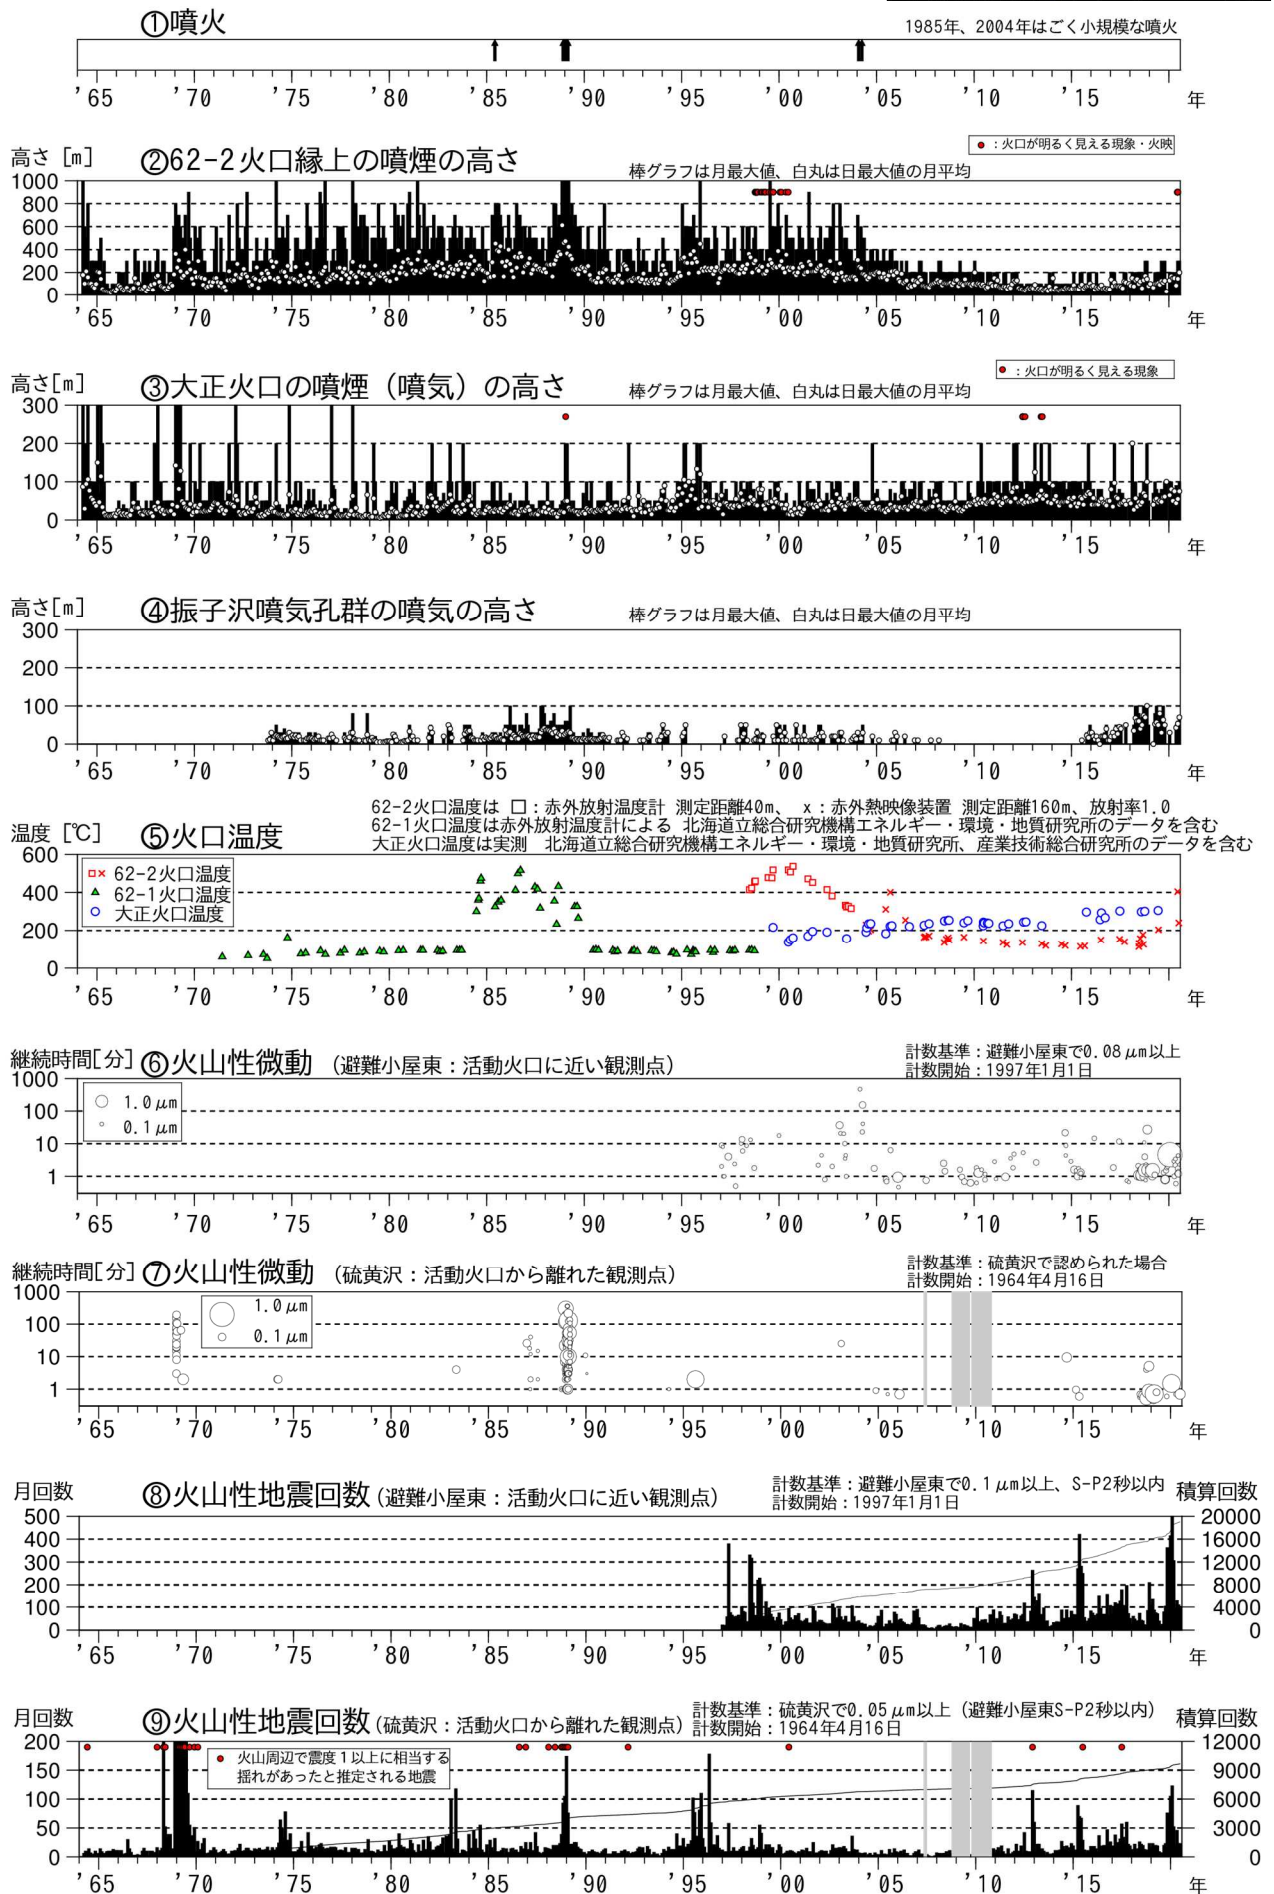 ①噴火
1985年、2004年はごく小規模な噴火
'65 '70 '75 '80 '85 '90 '95 '00 '05 '10 '15 年
高さ [m] ②62-2火口縁上の噴煙の高さ
●：火口が明るく見える現象・火映
棒グラフは月最大値、白丸は日最大値の月平均
1000
800
600
400
200
0
'65 '70 '75 '80 '85 '90 '95 '00 '05 '10 '15 年
高さ[m] ③大正火口の噴煙（噴気）の高さ
●：火口が明るく見える現象
棒グラフは月最大値、白丸は日最大値の月平均
300
200
100
0
'65 '70 '75 '80 '85 '90 '95 '00 '05 '10 '15 年
高さ[m] ④振子沢噴気孔群の噴気の高さ
棒グラフは月最大値、白丸は日最大値の月平均
300
200
100
0
'65 '70 '75 '80 '85 '90 '95 '00 '05 '10 '15 年
62-2火口温度は □：赤外放射温度計 測定距離40m、 x：赤外熱映像装置 測定距離160m、放射率1.0
62-1火口温度は赤外放射温度計による 北海道立総合研究機構エネルギー・環境・地質研究所のデータを含む
大正火口温度は実測 北海道立総合研究機構エネルギー・環境・地質研究所、産業技術総合研究所のデータを含む
温度 [℃] ⑤火口温度
600
400
200
0
□× 62-2火口温度
▲ 62-1火口温度
○ 大正火口温度
'65 '70 '75 '80 '85 '90 '95 '00 '05 '10 '15 年
継続時間[分] ⑥火山性微動 （避難小屋東：活動火口に近い観測点）
計数基準：避難小屋東で0.08μm以上
計数開始：1997年1月1日
1000
100
10
1
○ 1.0μm
○ 0.1μm
'65 '70 '75 '80 '85 '90 '95 '00 '05 '10 '15 年
継続時間[分] ⑦火山性微動 （硫黄沢：活動火口から離れた観測点）
計数基準：硫黄沢で認められた場合
計数開始：1964年4月16日
1000
100
10
1
○ 1.0μm
○ 0.1μm
'65 '70 '75 '80 '85 '90 '95 '00 '05 '10 '15 年
月回数 ⑧火山性地震回数（避難小屋東：活動火口に近い観測点）
計数基準：避難小屋東で0.1μm以上、S-P2秒以内
計数開始：1997年1月1日
積算回数
500 20000
400 16000
300 12000
200 8000
100 4000
0 0
'65 '70 '75 '80 '85 '90 '95 '00 '05 '10 '15 年
月回数 ⑨火山性地震回数（硫黄沢：活動火口から離れた観測点）
計数基準：硫黄沢で0.05μm以上（避難小屋東S-P2秒以内）
計数開始：1964年4月16日
積算回数
200 12000
150 9000
100 6000
50 3000
0 0
● 火山周辺で震度1以上に相当する
揺れがあったと推定される地震
'65 '70 '75 '80 '85 '90 '95 '00 '05 '10 '15 年